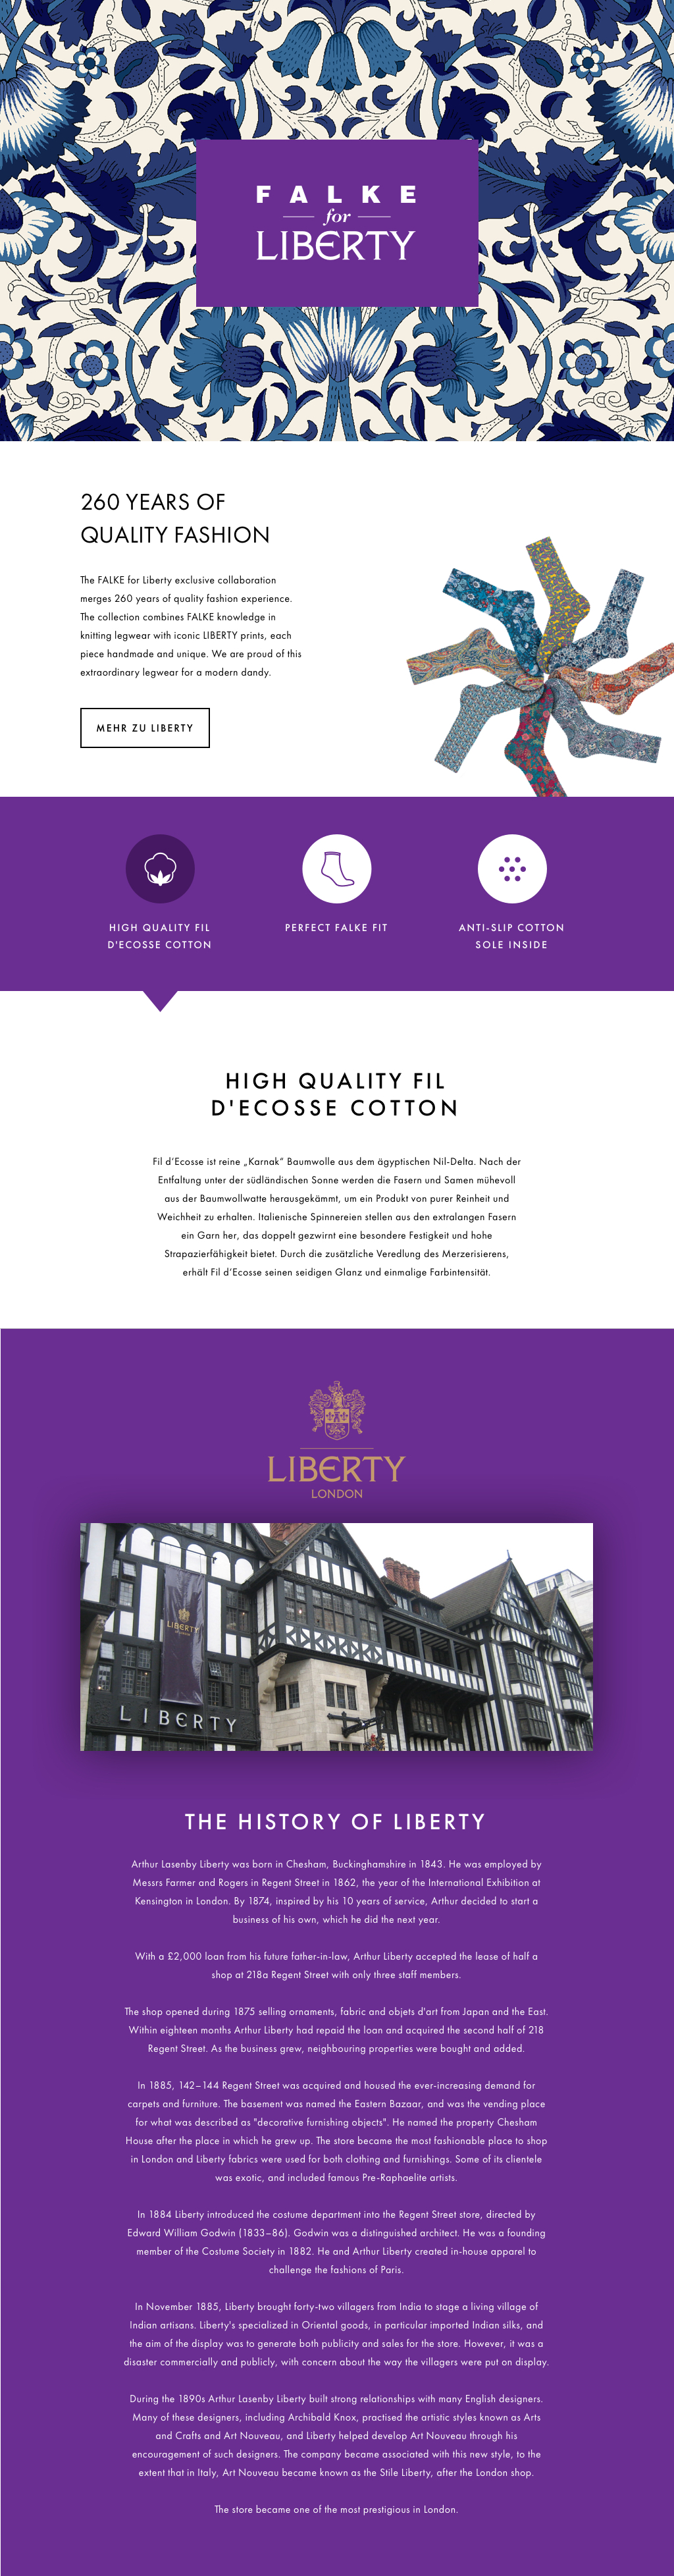 FALKE
for
LIBERTY
260 YEARS OF
QUALITY FASHION
The FALKE for Liberty exclusive collaboration
merges 260 years of quality fashion experience.
The collection combines FALKE knowledge in
knitting legwear with iconic LIBERTY prints, each
piece handmade and unique. We are proud of this
extraordinary legwear for a modern dandy.
MEHR ZU LIBERTY
HIGH QUALITY FIL
D'ECOSSE COTTON
PERFECT FALKE FIT
ANTI-SLIP COTTON
SOLE INSIDE
HIGH QUALITY FIL
D'ECOSSE COTTON
Fil d’Ecosse ist reine „Karnak“ Baumwolle aus dem ägyptischen Nil-Delta. Nach der
Entfaltung unter der südländischen Sonne werden die Fasern und Samen mühevoll
aus der Baumwollwatte herausgekämmt, um ein Produkt von purer Reinheit und
Weichheit zu erhalten. Italienische Spinnereien stellen aus den extralangen Fasern
ein Garn her, das doppelt gezwirnt eine besondere Festigkeit und hohe
Strapazierfähigkeit bietet. Durch die zusätzliche Veredlung des Merzerisierens,
erhält Fil d’Ecosse seinen seidigen Glanz und einmalige Farbintensität.
LIBERTY
LONDON
LIBERTY
LIBERTY
THE HISTORY OF LIBERTY
Arthur Lasenby Liberty was born in Chesham, Buckinghamshire in 1843. He was employed by
Messrs Farmer and Rogers in Regent Street in 1862, the year of the International Exhibition at
Kensington in London. By 1874, inspired by his 10 years of service, Arthur decided to start a
business of his own, which he did the next year.
With a £2,000 loan from his future father-in-law, Arthur Liberty accepted the lease of half a
shop at 218a Regent Street with only three staff members.
The shop opened during 1875 selling ornaments, fabric and objets d'art from Japan and the East.
Within eighteen months Arthur Liberty had repaid the loan and acquired the second half of 218
Regent Street. As the business grew, neighbouring properties were bought and added.
In 1885, 142–144 Regent Street was acquired and housed the ever-increasing demand for
carpets and furniture. The basement was named the Eastern Bazaar, and was the vending place
for what was described as "decorative furnishing objects". He named the property Chesham
House after the place in which he grew up. The store became the most fashionable place to shop
in London and Liberty fabrics were used for both clothing and furnishings. Some of its clientele
was exotic, and included famous Pre-Raphaelite artists.
In 1884 Liberty introduced the costume department into the Regent Street store, directed by
Edward William Godwin (1833–86). Godwin was a distinguished architect. He was a founding
member of the Costume Society in 1882. He and Arthur Liberty created in-house apparel to
challenge the fashions of Paris.
In November 1885, Liberty brought forty-two villagers from India to stage a living village of
Indian artisans. Liberty's specialized in Oriental goods, in particular imported Indian silks, and
the aim of the display was to generate both publicity and sales for the store. However, it was a
disaster commercially and publicly, with concern about the way the villagers were put on display.
During the 1890s Arthur Lasenby Liberty built strong relationships with many English designers.
Many of these designers, including Archibald Knox, practised the artistic styles known as Arts
and Crafts and Art Nouveau, and Liberty helped develop Art Nouveau through his
encouragement of such designers. The company became associated with this new style, to the
extent that in Italy, Art Nouveau became known as the Stile Liberty, after the London shop.
The store became one of the most prestigious in London.